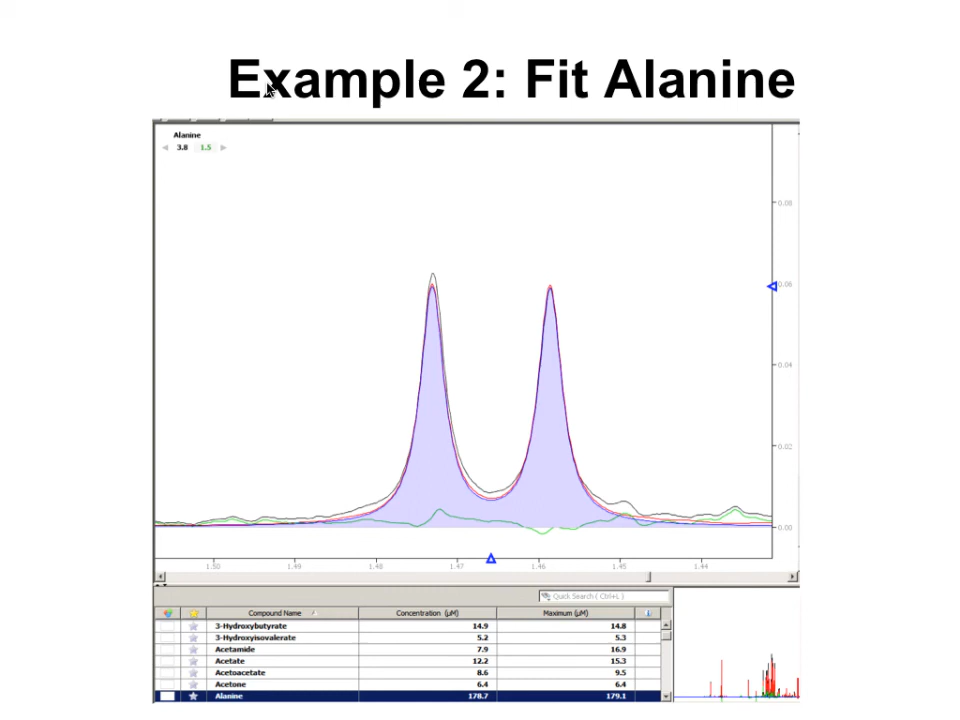 Example 2: Fit Alanine
Alanine
3.8 1.5
0.08
0.06
0.04
0.02
0.00
1.50 1.49 1.48 1.47 1.46 1.45 1.44
Quick Search ( Ctrl+L )
Compound Name Concentration (µM) Maximum (µM)
3-Hydroxybutyrate 14.9 14.8
3-Hydroxyisovalerate 5.2 5.3
Acetamide 7.9 16.9
Acetate 12.2 15.3
Acetoacetate 8.6 9.5
Acetone 6.4 6.4
Alanine 178.7 179.1